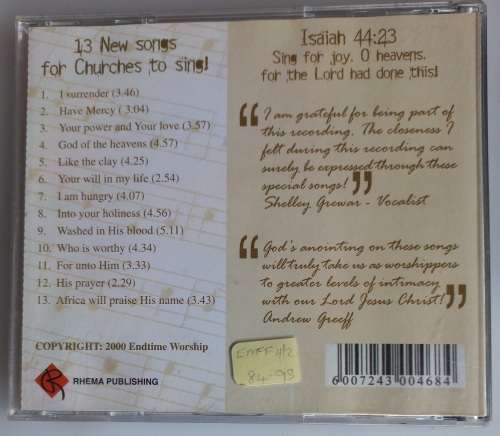 13 New songs
for Churches to sing!
1. I surrender (3.46)
2. Have Mercy ( 3.04)
3. Your power and Your love (3.57)
4. God of the heavens (4.57)
5. Like the clay (4.25)
6. Your will in my life (2.54)
7. I am hungry (4.07)
8. Into your holiness (4.56)
9. Washed in His blood (5.11)
10. Who is worthy (4.34)
11. For unto Him (3.33)
12. His prayer (2.29)
13. Africa will praise His name (3.43)
COPYRIGHT: 2000 Endtime Worship
RHEMA PUBLISHING
Isaiah 44:23
Sing for joy, O heavens,
for the Lord had done this!
“I am grateful for being part of
this recording. The closeness I
felt during this recording can
surely be expressed through these
special songs!”
Shelley Grewar - Vocalist
“God's anointing on these songs
will truly take us as worshippers
to greater levels of intimacy
with our Lord Jesus Christ!”
Andrew Greeff
84-99
6007243 004684